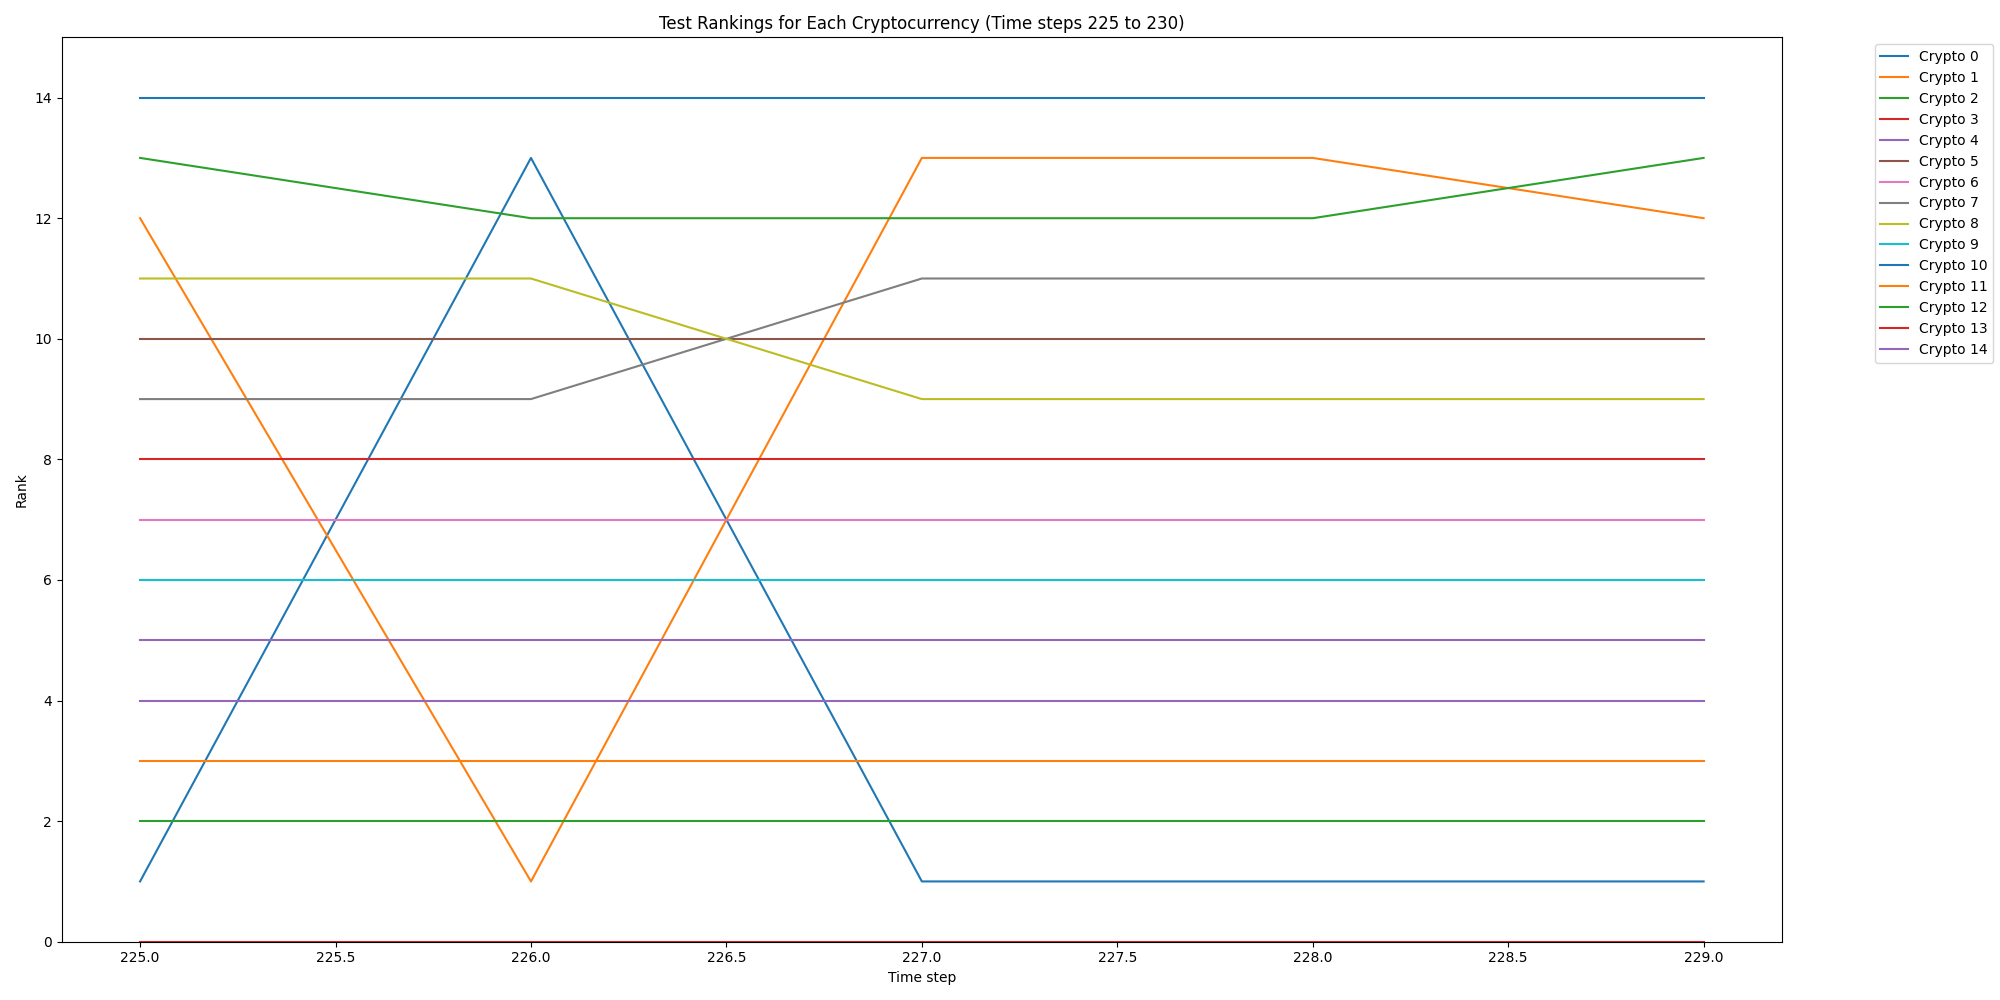 Test Rankings for Each Cryptocurrency (Time steps 225 to 230)
Rank
14
12
10
8
6
4
2
0
225.0 225.5 226.0 226.5 227.0 227.5 228.0 228.5 229.0
Time step
Crypto 0
Crypto 1
Crypto 2
Crypto 3
Crypto 4
Crypto 5
Crypto 6
Crypto 7
Crypto 8
Crypto 9
Crypto 10
Crypto 11
Crypto 12
Crypto 13
Crypto 14